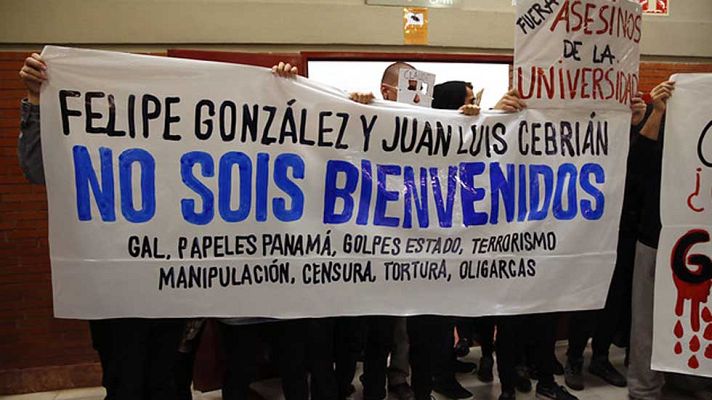 FUERA
ASESINOS
DE LA
UNIVERSIDAD
FELIPE GONZÁLEZ Y JUAN LUIS CEBRIÁN
NO SOIS BIENVENIDOS
GAL, PAPELES PANAMÁ, GOLPES ESTADO, TERRORISMO
MANIPULACIÓN, CENSURA, TORTURA, OLIGARCAS
¿
G